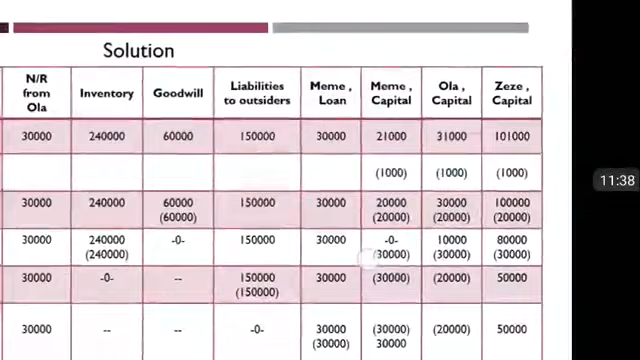 Solution
N/R from Ola Inventory Goodwill Liabilities to outsiders Meme , Loan Meme , Capital Ola , Capital Zeze , Capital
30000 240000 60000 150000 30000 21000 31000 101000
(1000) (1000) (1000)
30000 240000 60000 150000 30000 20000 30000 100000
(60000) (20000) (20000) (20000)
30000 240000 -0- 150000 30000 -0- 10000 80000
(240000) (30000) (30000) (30000)
30000 -0- -- 150000 30000 (30000) (20000) 50000
(150000)
30000 -- -- -0- 30000 (30000) (20000) 50000
(30000) 30000
11:38